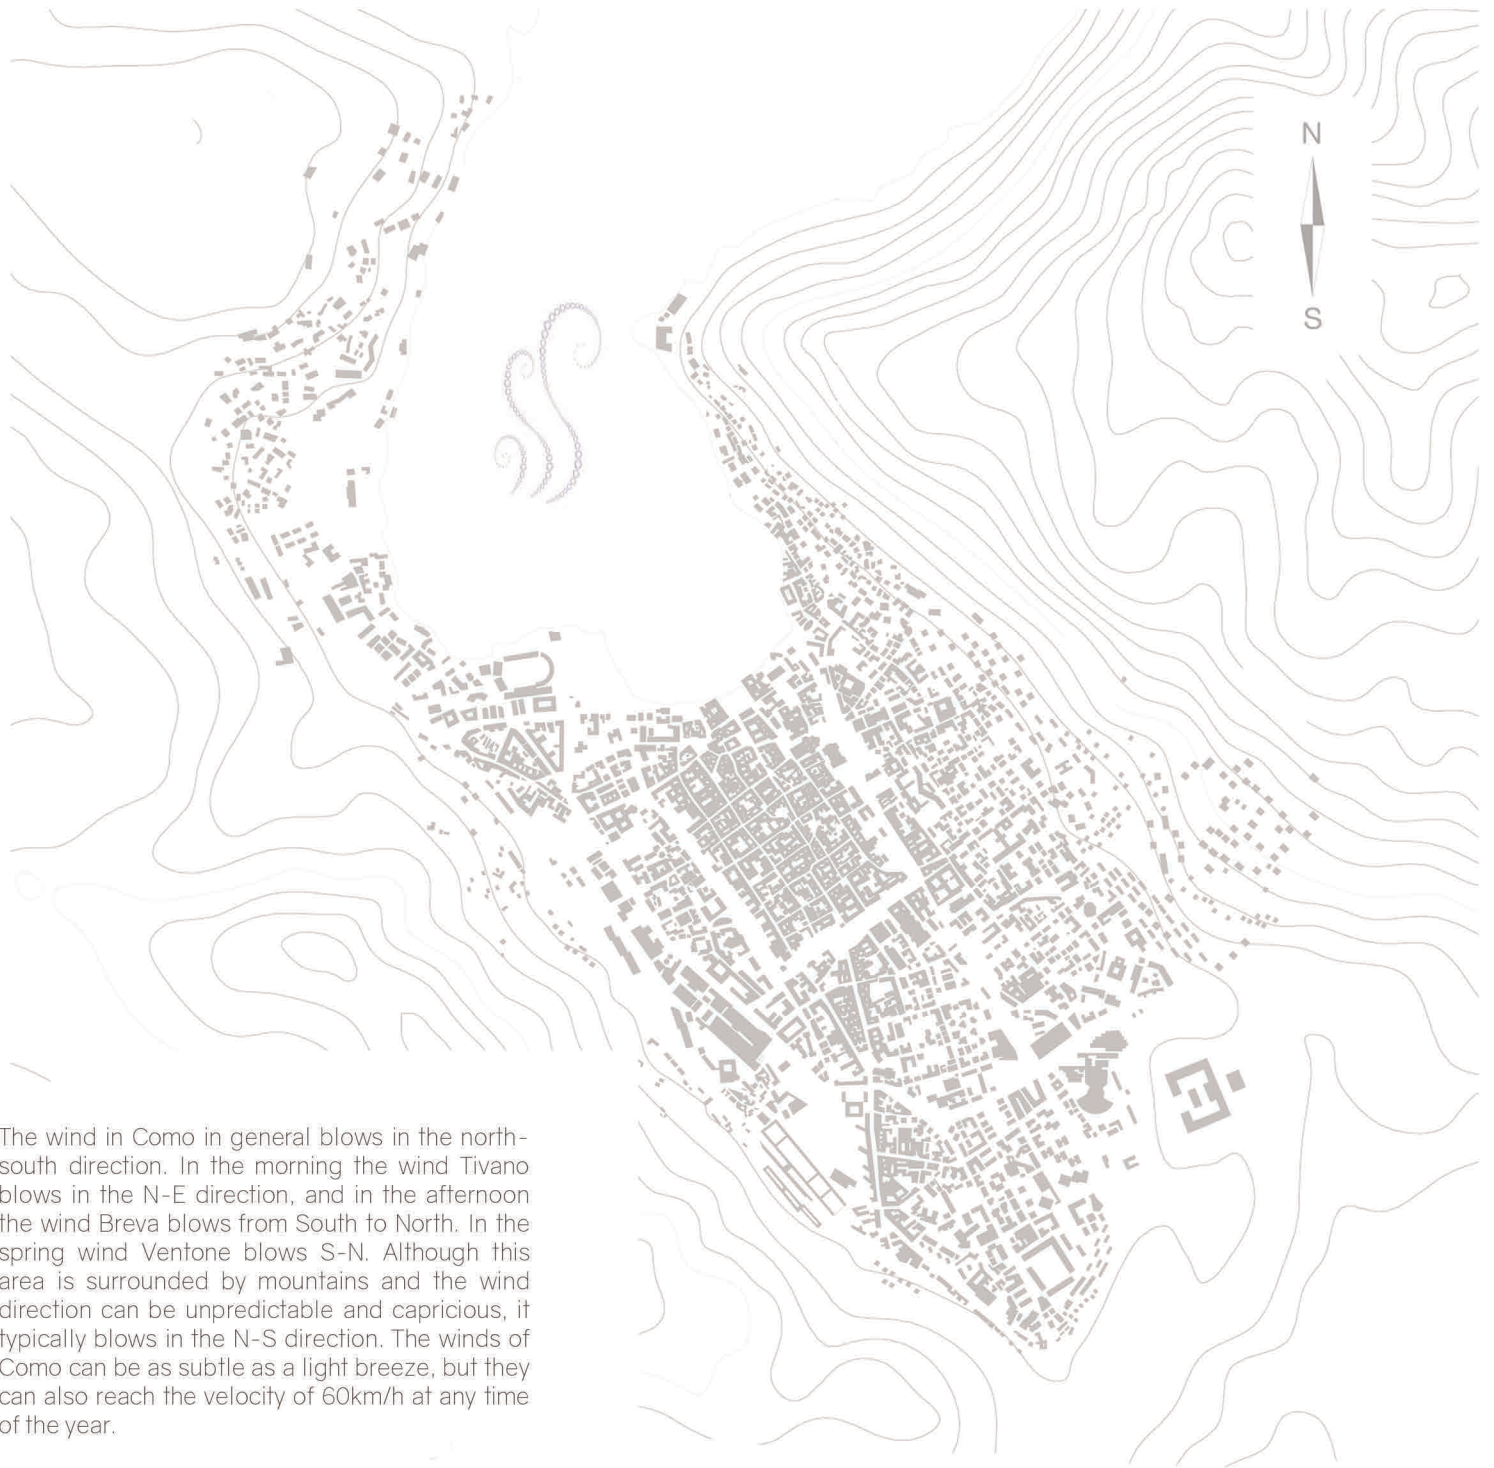 N
S
The wind in Como in general blows in the north-
south direction. In the morning the wind Tivano
blows in the N-E direction, and in the afternoon
the wind Breva blows from South to North. In the
spring wind Ventone blows S-N. Although this
area is surrounded by mountains and the wind
direction can be unpredictable and capricious, it
typically blows in the N-S direction. The winds of
Como can be as subtle as a light breeze, but they
can also reach the velocity of 60km/h at any time
of the year.